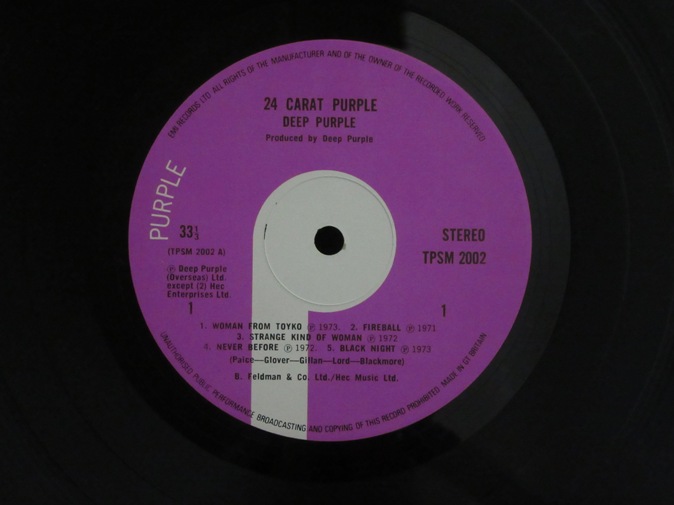 EMI RECORDS LTD ALL RIGHTS OF THE MANUFACTURER AND OF THE OWNER OF THE RECORDED WORK RESERVED
24 CARAT PURPLE
DEEP PURPLE
Produced by Deep Purple
PURPLE
33⅓
(TPSM 2002 A)
STEREO
TPSM 2002
℗ Deep Purple
(Overseas) Ltd.
except (2) Hec
Enterprises Ltd.
1
1
1. WOMAN FROM TOYKO ℗ 1973. 2. FIREBALL ℗ 1971
3. STRANGE KIND OF WOMAN ℗ 1972
4. NEVER BEFORE ℗ 1972. 5. BLACK NIGHT ℗ 1973
(Paice—Glover—Gillan—Lord—Blackmore)
B. Feldman & Co. Ltd./Hec Music Ltd.
UNAUTHORISED PUBLIC PERFORMANCE BROADCASTING AND COPYING OF THIS RECORD PROHIBITED MADE IN GT BRITAIN